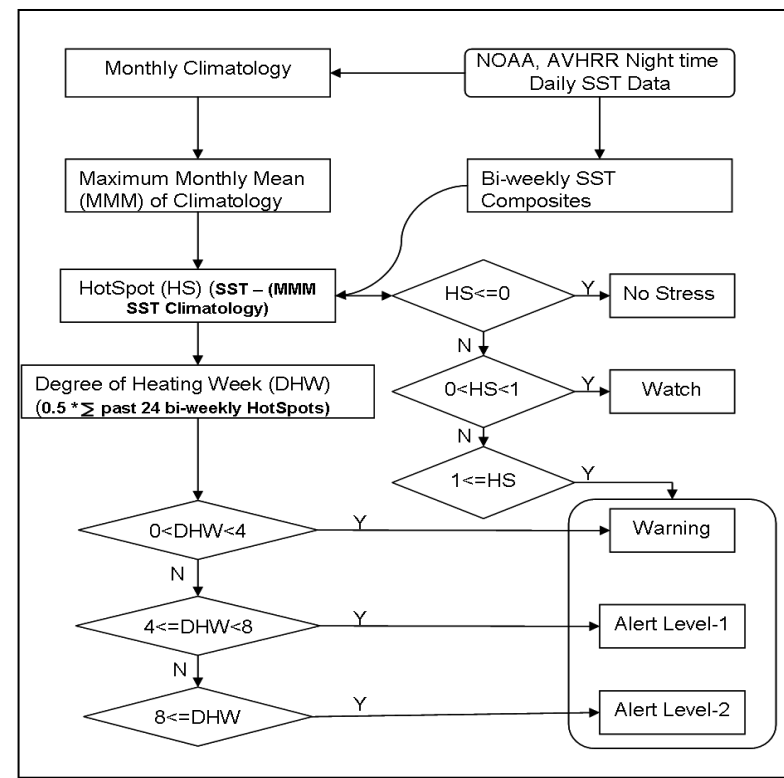 Monthly Climatology
NOAA, AVHRR Night time
Daily SST Data
Maximum Monthly Mean
(MMM) of Climatology
Bi-weekly SST
Composites
HotSpot (HS) (SST – (MMM
SST Climatology)
HS<=0
Y
No Stress
N
Degree of Heating Week (DHW)
(0.5 * ∑ past 24 bi-weekly HotSpots)
0<HS<1
Y
Watch
N
1<=HS
Y
0<DHW<4
Y
Warning
N
4<=DHW<8
Y
Alert Level-1
N
8<=DHW
Y
Alert Level-2